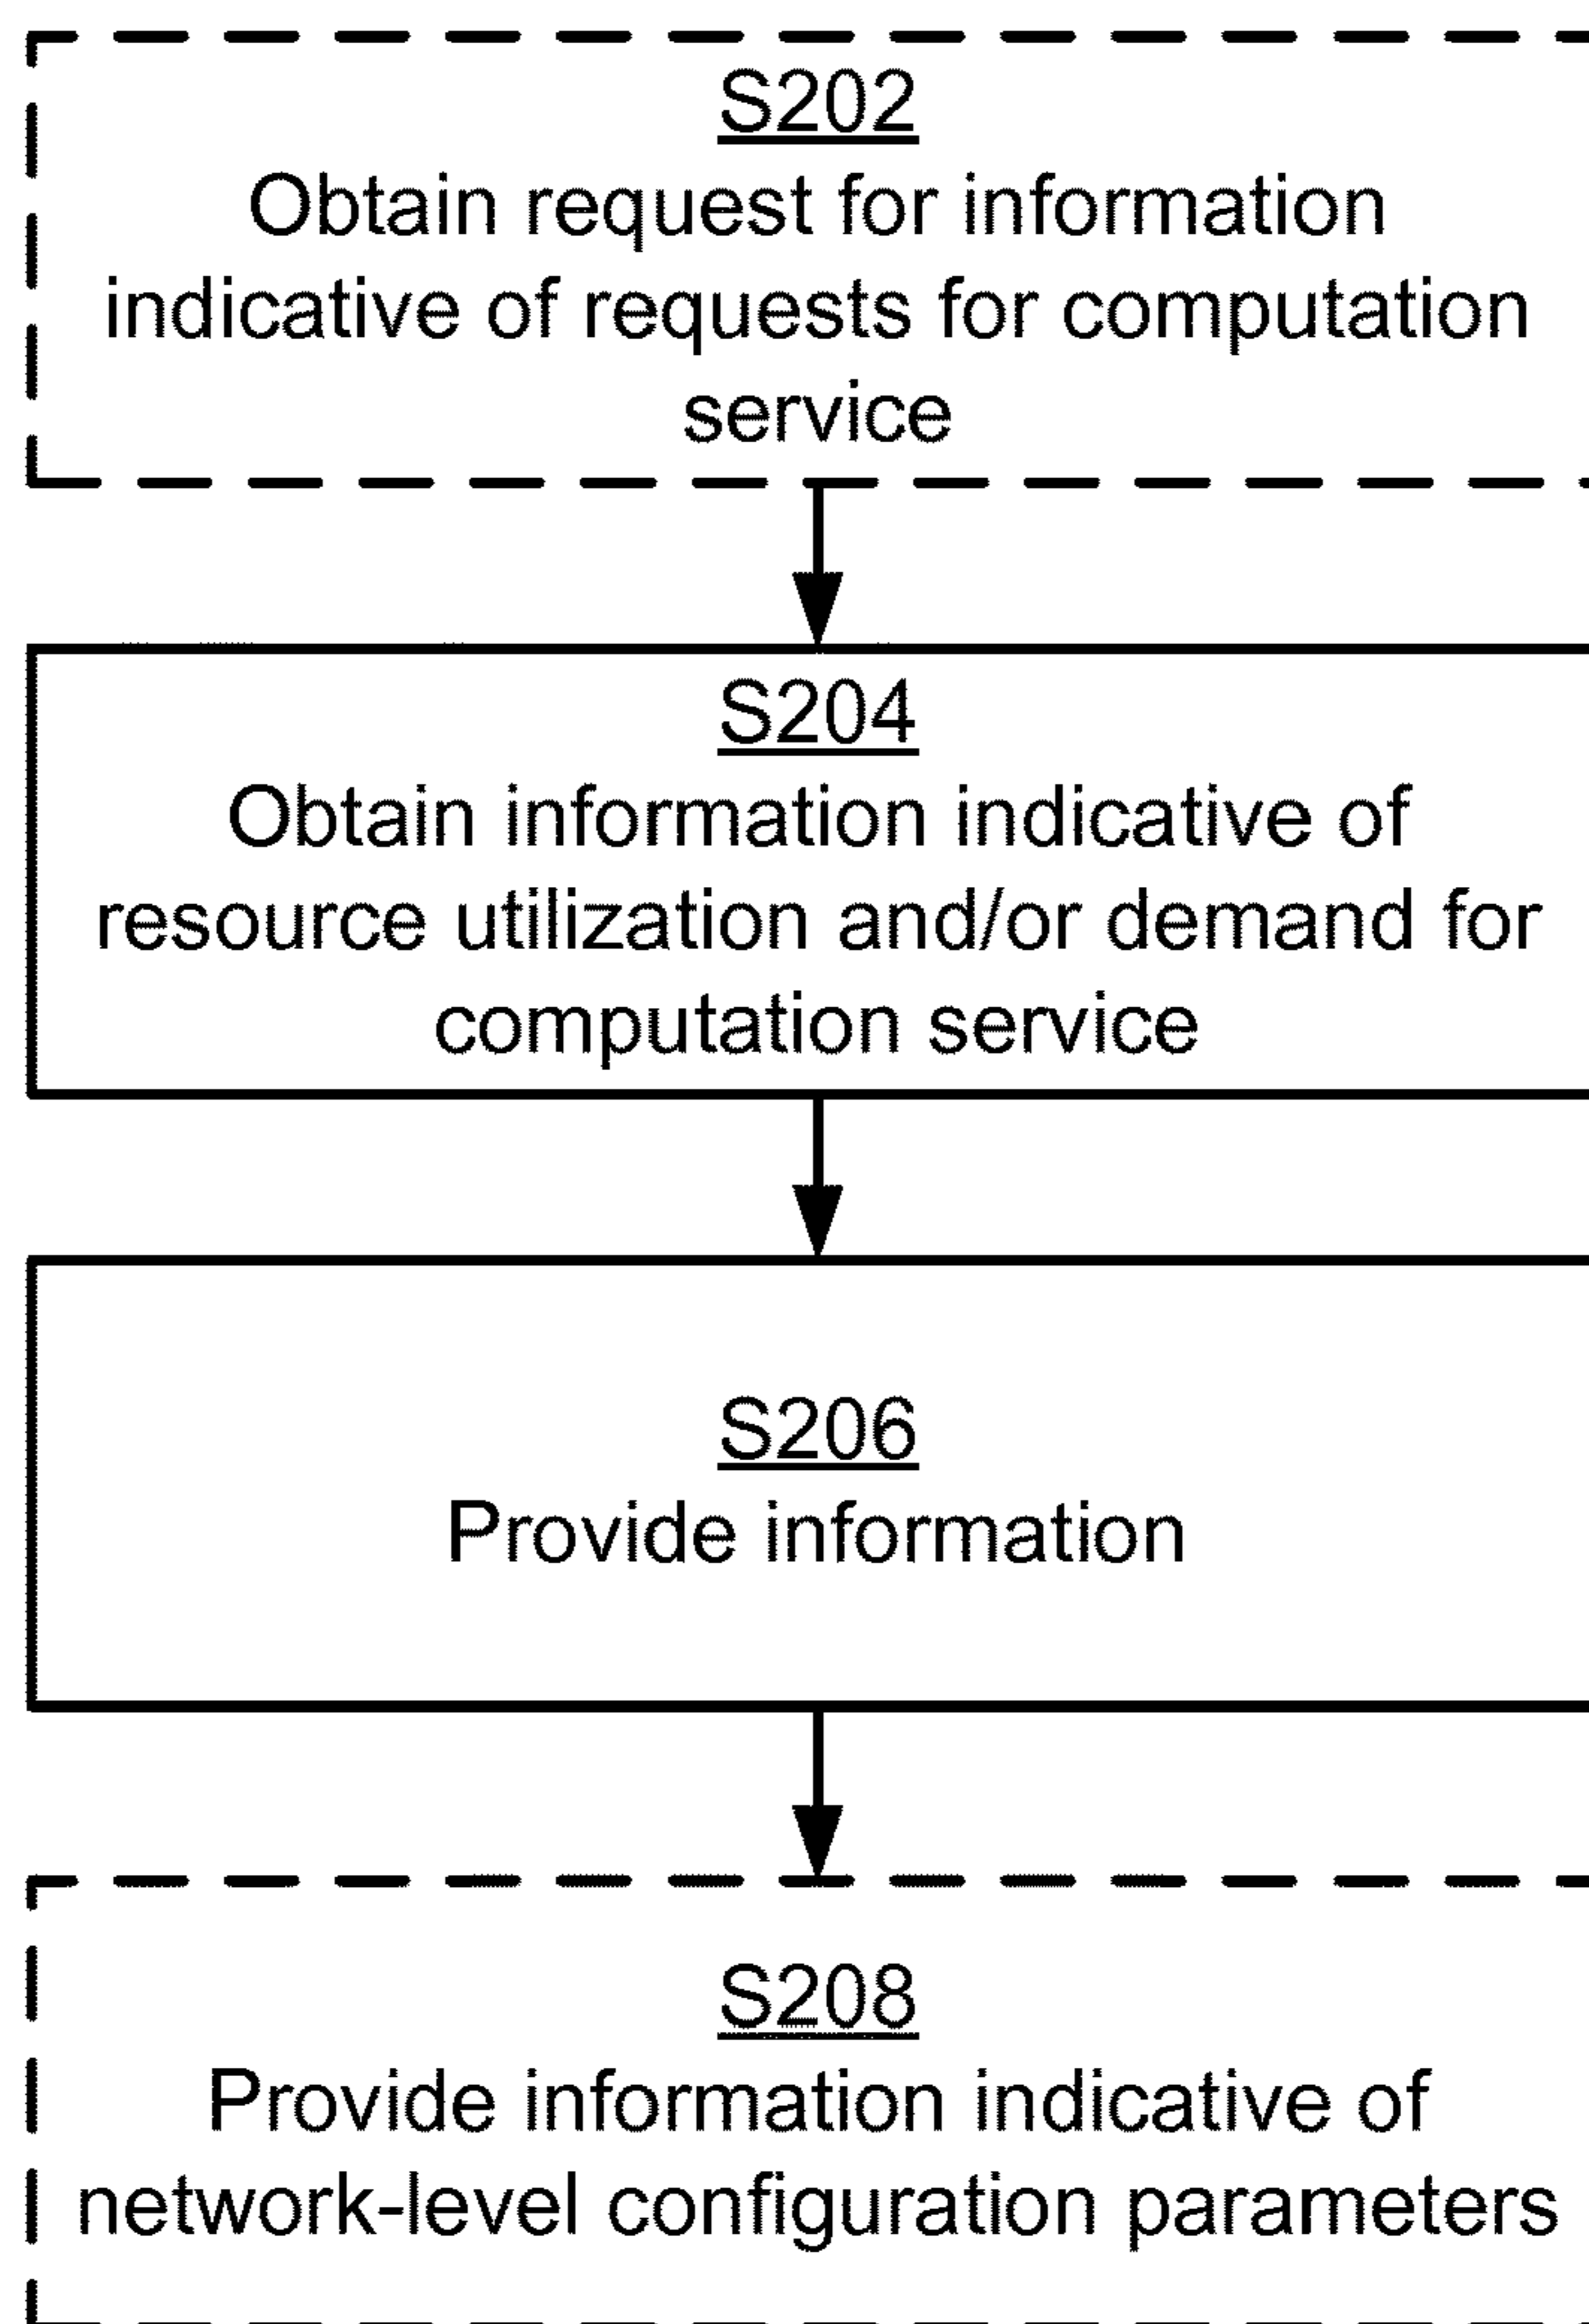 S202
Obtain request for information
indicative of requests for computation
service
S204
Obtain information indicative of
resource utilization and/or demand for
computation service
S206
Provide information
S208
Provide information indicative of
network-level configuration parameters